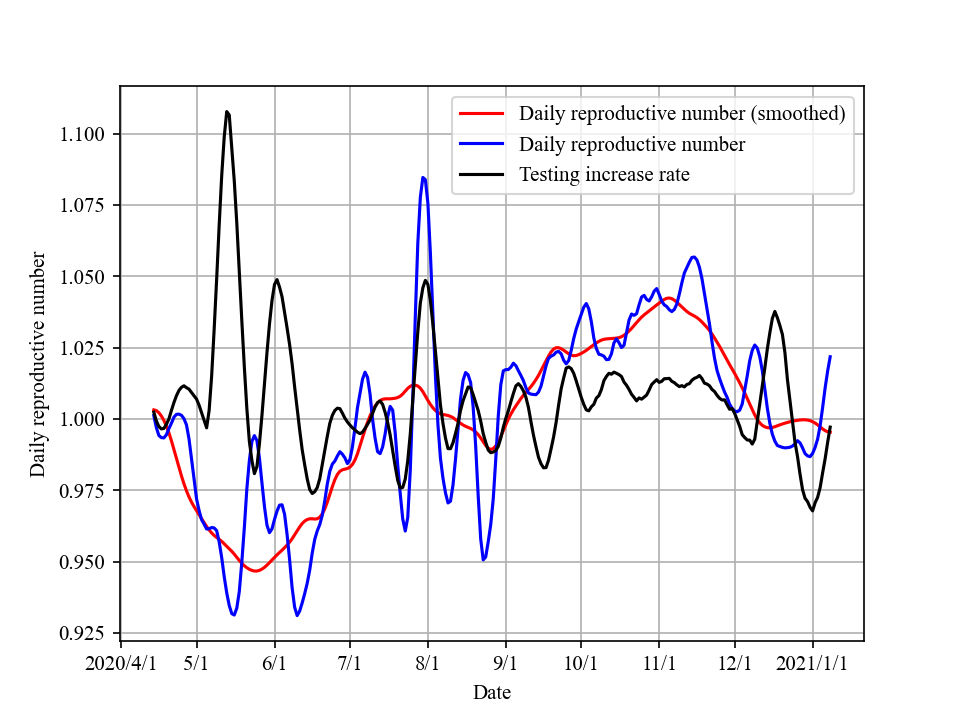 Daily reproductive number (smoothed)
Daily reproductive number
Testing increase rate
Daily reproductive number
1.100
1.075
1.050
1.025
1.000
0.975
0.950
0.925
2020/4/1 5/1 6/1 7/1 8/1 9/1 10/1 11/1 12/1 2021/1/1
Date